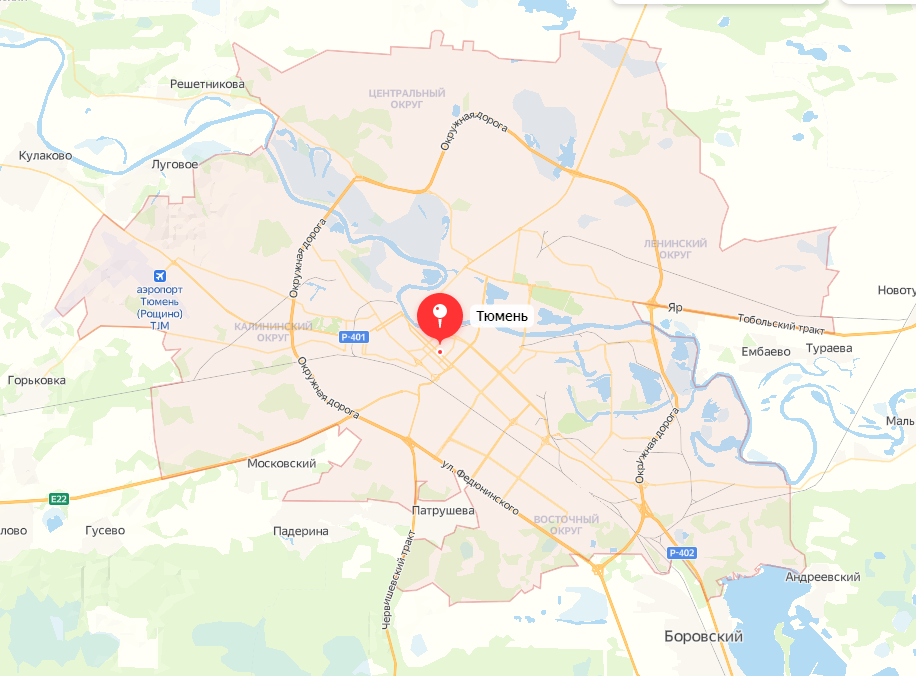 Решетникова
ЦЕНТРАЛЬНЫЙ
ОКРУГ
Окружная дорога
Кулаково
Луговое
Окружная дорога
ЛЕНИНСКИЙ
ОКРУГ
аэропорт
Тюмень
(Рощино)
TJM
Новоту
Тюмень
Яр
Тобольский тракт
КАЛИНИНСКИЙ
ОКРУГ
Р-401
Ембаево
Тураева
Горьковка
Окружная дорога
Маль
Окружная дорога
Московский
ул. Федюнинского
E22
Патрушева
ВОСТОЧНЫЙ
ОКРУГ
лово
Гусево
Падерина
Р-402
Червишевский тракт
Андреевский
Боровский